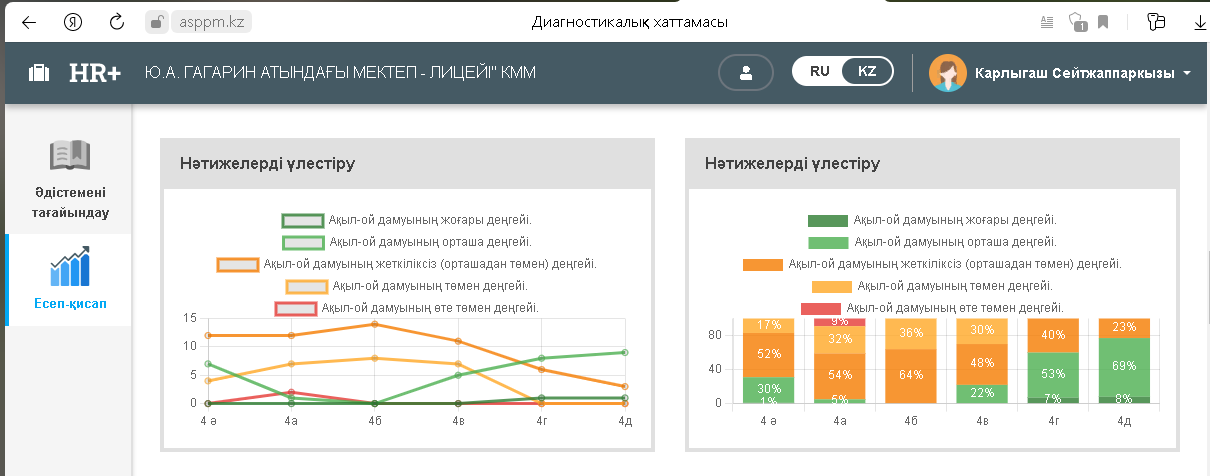 asppm.kz
Диагностикалық хаттамасы
1
HR+
Ю.А. ГАГАРИН АТЫНДАҒЫ МЕКТЕП - ЛИЦЕЙІ" КММ
RU
KZ
Карлыгаш Сейтжаппаркызы
Әдістемені
тағайындау
Есеп-қисап
Нәтижелерді үлестіру
Ақыл-ой дамуының жоғары деңгейі.
Ақыл-ой дамуының орташа деңгейі.
Ақыл-ой дамуының жеткіліксіз (орташадан төмен) деңгейі.
Ақыл-ой дамуының төмен деңгейі.
Ақыл-ой дамуының өте төмен деңгейі.
15
10
5
0
4 ә 4а 4б 4в 4г 4д
Нәтижелерді үлестіру
Ақыл-ой дамуының жоғары деңгейі.
Ақыл-ой дамуының орташа деңгейі.
Ақыл-ой дамуының жеткіліксіз (орташадан төмен) деңгейі.
Ақыл-ой дамуының төмен деңгейі.
Ақыл-ой дамуының өте төмен деңгейі.
80
40
0
17% 9% 32% 36% 30% 40% 23%
52% 54% 64% 48% 53% 69%
30% 5% 22% 7% 8%
1%
4 ә 4а 4б 4в 4г 4д